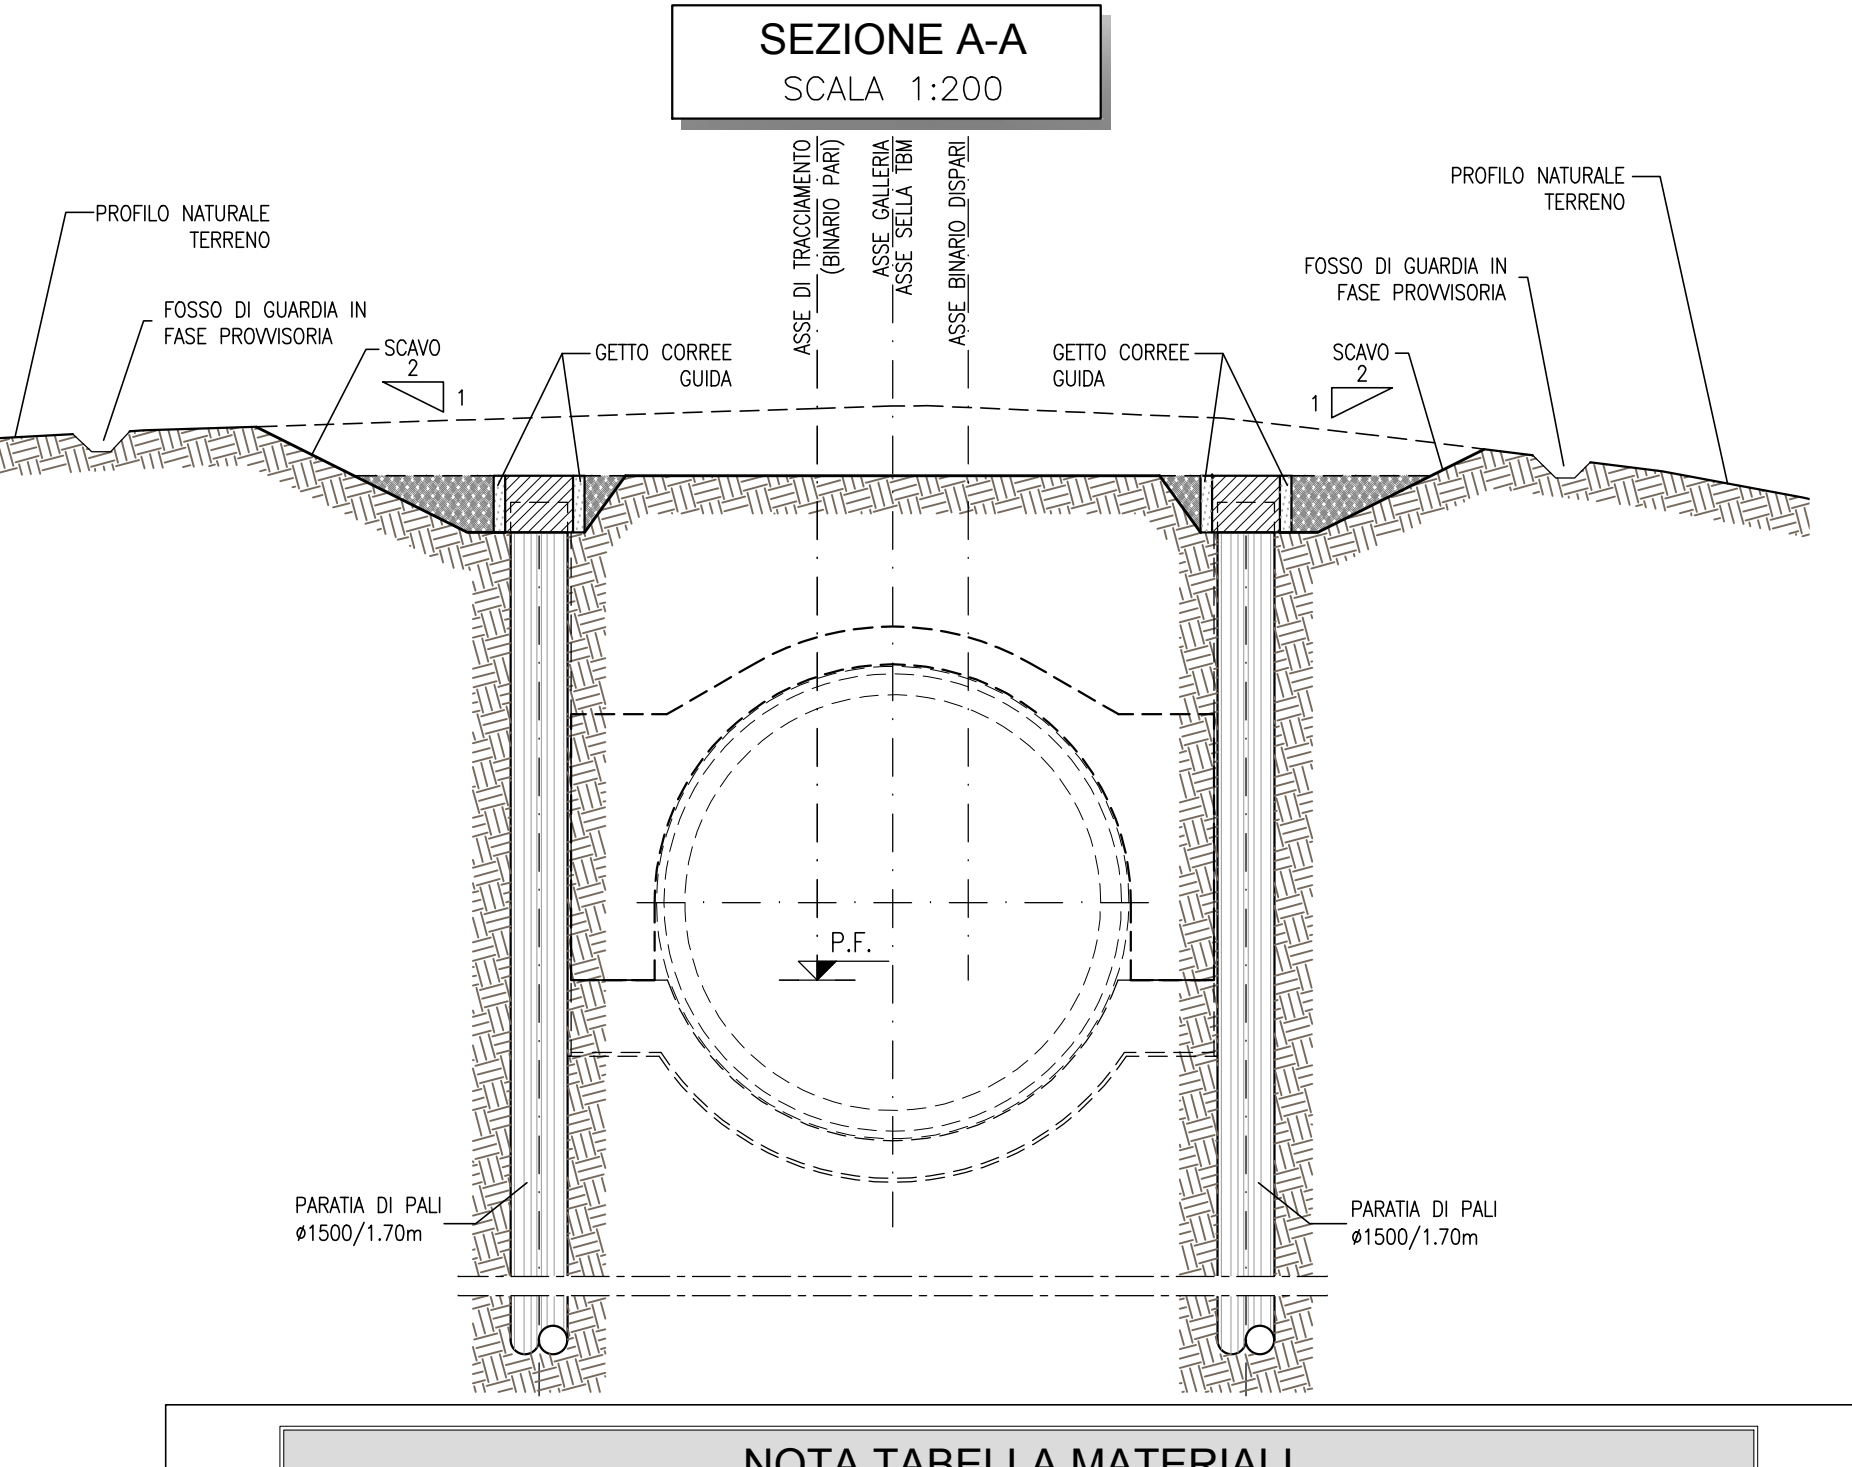 SEZIONE A-A
SCALA 1:200
ASSE DI TRACCIAMENTO
(BINARIO PARI)
ASSE GALLERIA
ASSE SELLA TBM
ASSE BINARIO DISPARI
PROFILO NATURALE
TERRENO
PROFILO NATURALE
TERRENO
FOSSO DI GUARDIA IN
FASE PROVVISORIA
FOSSO DI GUARDIA IN
FASE PROVVISORIA
SCAVO
2
1
GETTO CORREE
GUIDA
GETTO CORREE
GUIDA
SCAVO
2
1
P.F.
PARATIA DI PALI
ø1500/1.70m
PARATIA DI PALI
ø1500/1.70m
NOTA TABELLA MATERIALI